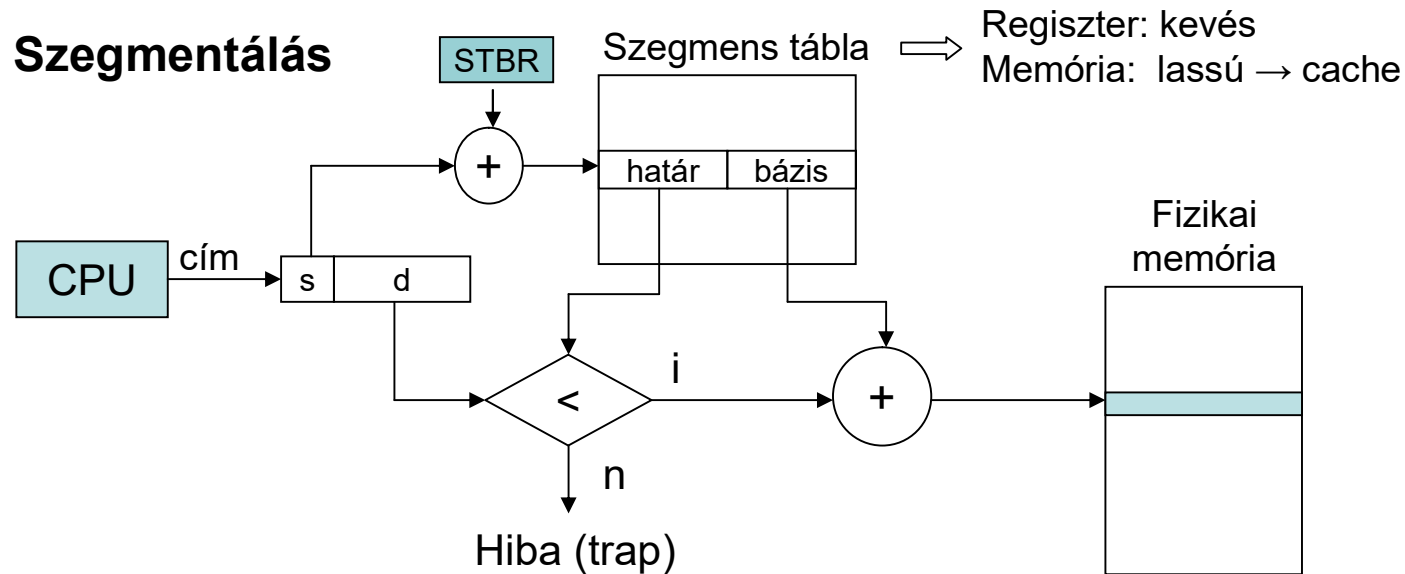 Szegmentálás
STBR
Szegmens tábla
Regiszter: kevés
Memória: lassú → cache
+
határ
bázis
Fizikai
memória
CPU
cím
s
d
<
i
+
n
Hiba (trap)